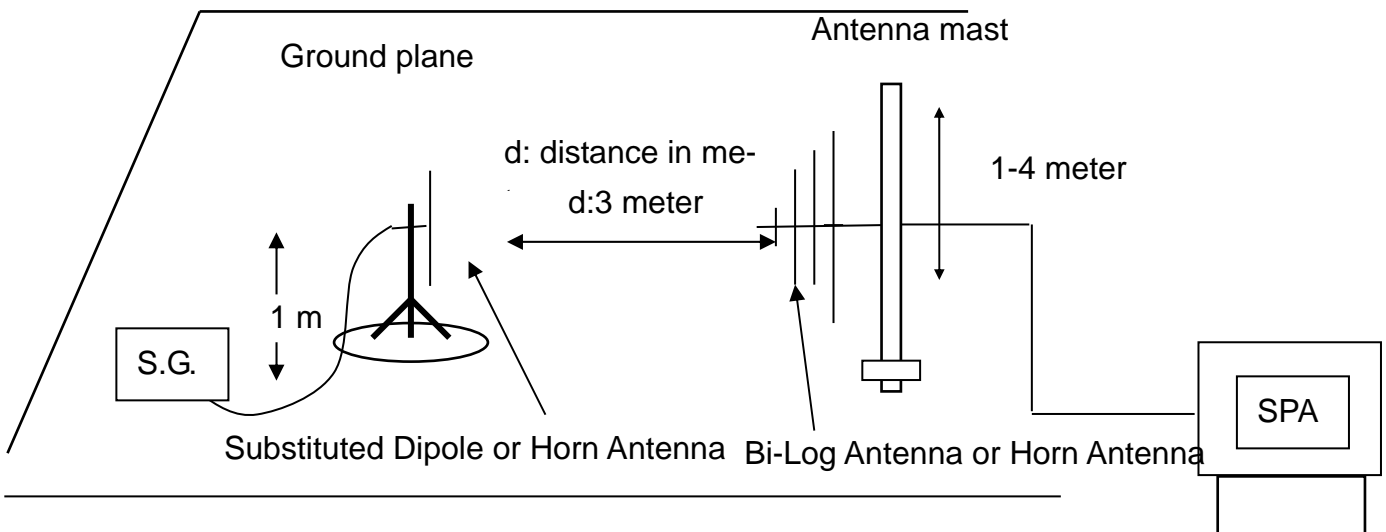 Antenna mast
Ground plane
d: distance in me-
d:3 meter
1-4 meter
1 m
S.G.
SPA
Substituted Dipole or Horn Antenna
Bi-Log Antenna or Horn Antenna